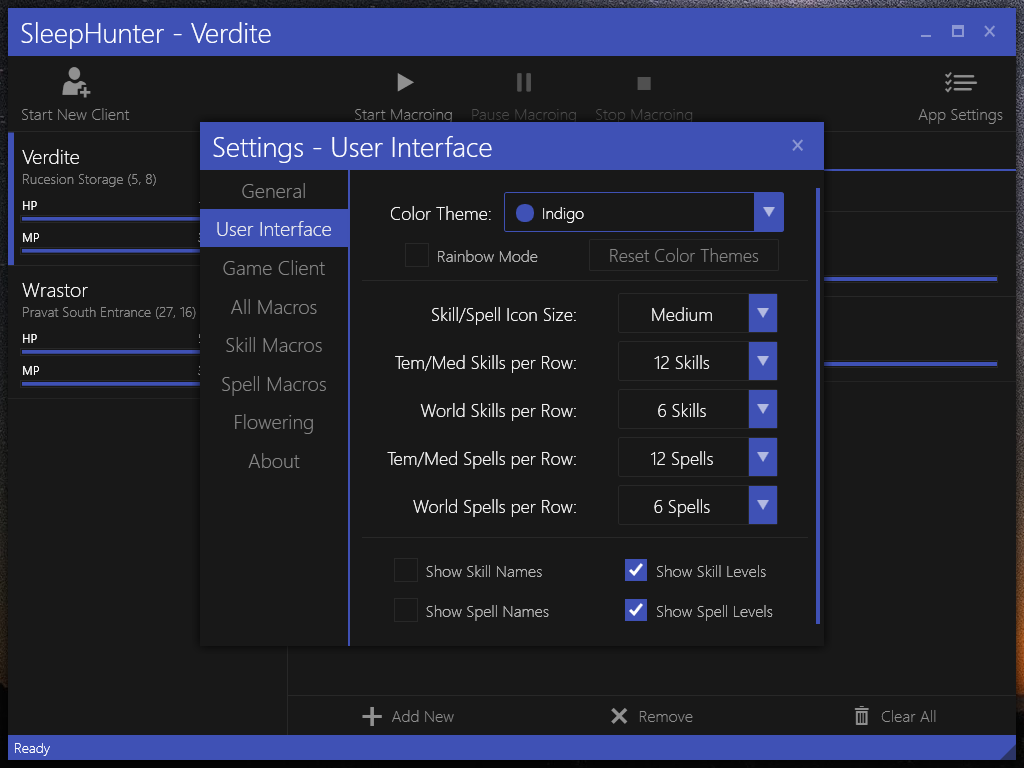 SleepHunter - Verdite
Start New Client
Start Macroing
Pause Macroing
Stop Macroing
App Settings
Verdite
Rucesion Storage (5, 8)
HP
MP
Wrastor
Pravat South Entrance (27, 16)
HP
MP
Settings - User Interface
General
User Interface
Game Client
All Macros
Skill Macros
Spell Macros
Flowering
About
Color Theme: Indigo
Rainbow Mode
Reset Color Themes
Skill/Spell Icon Size: Medium
Tem/Med Skills per Row: 12 Skills
World Skills per Row: 6 Skills
Tem/Med Spells per Row: 12 Spells
World Spells per Row: 6 Spells
Show Skill Names
Show Skill Levels
Show Spell Names
Show Spell Levels
Add New
Remove
Clear All
Ready